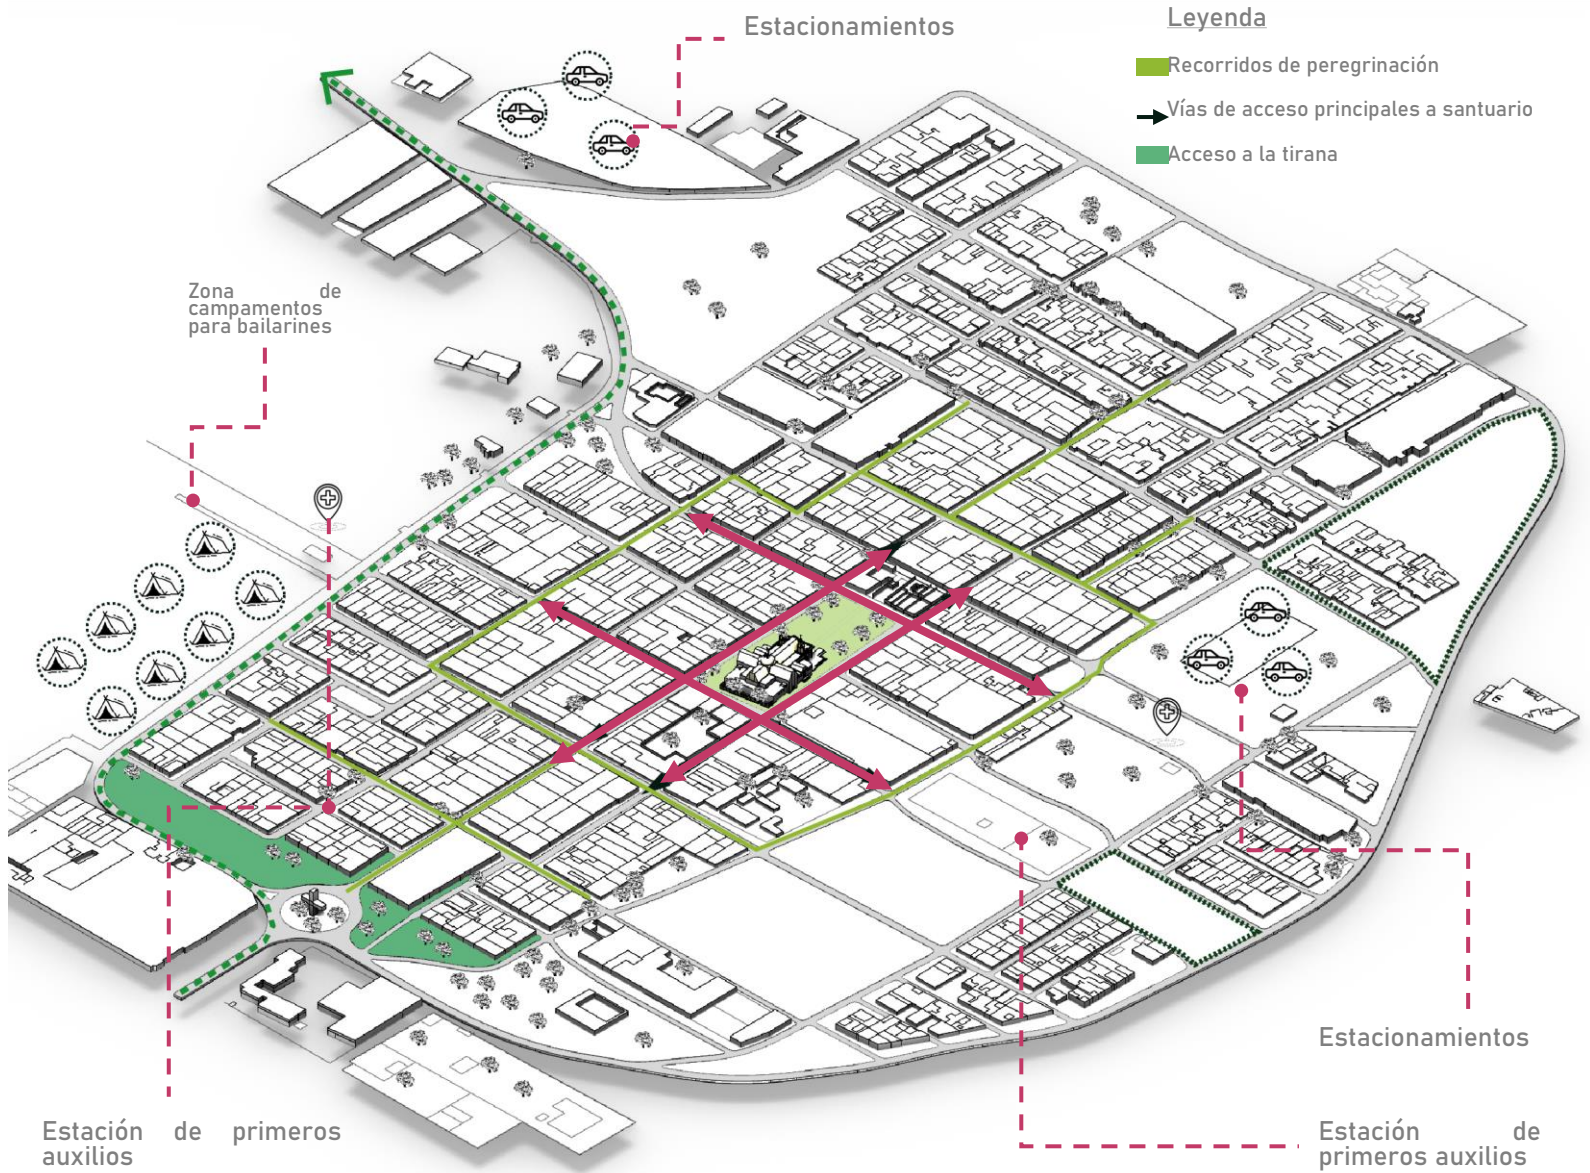 Estacionamientos
Leyenda
Recorridos de peregrinación
Vías de acceso principales a santuario
Acceso a la tirana
Zona de
campamentos
para bailarines
Estacionamientos
Estación de primeros
auxilios
Estación de
primeros auxilios